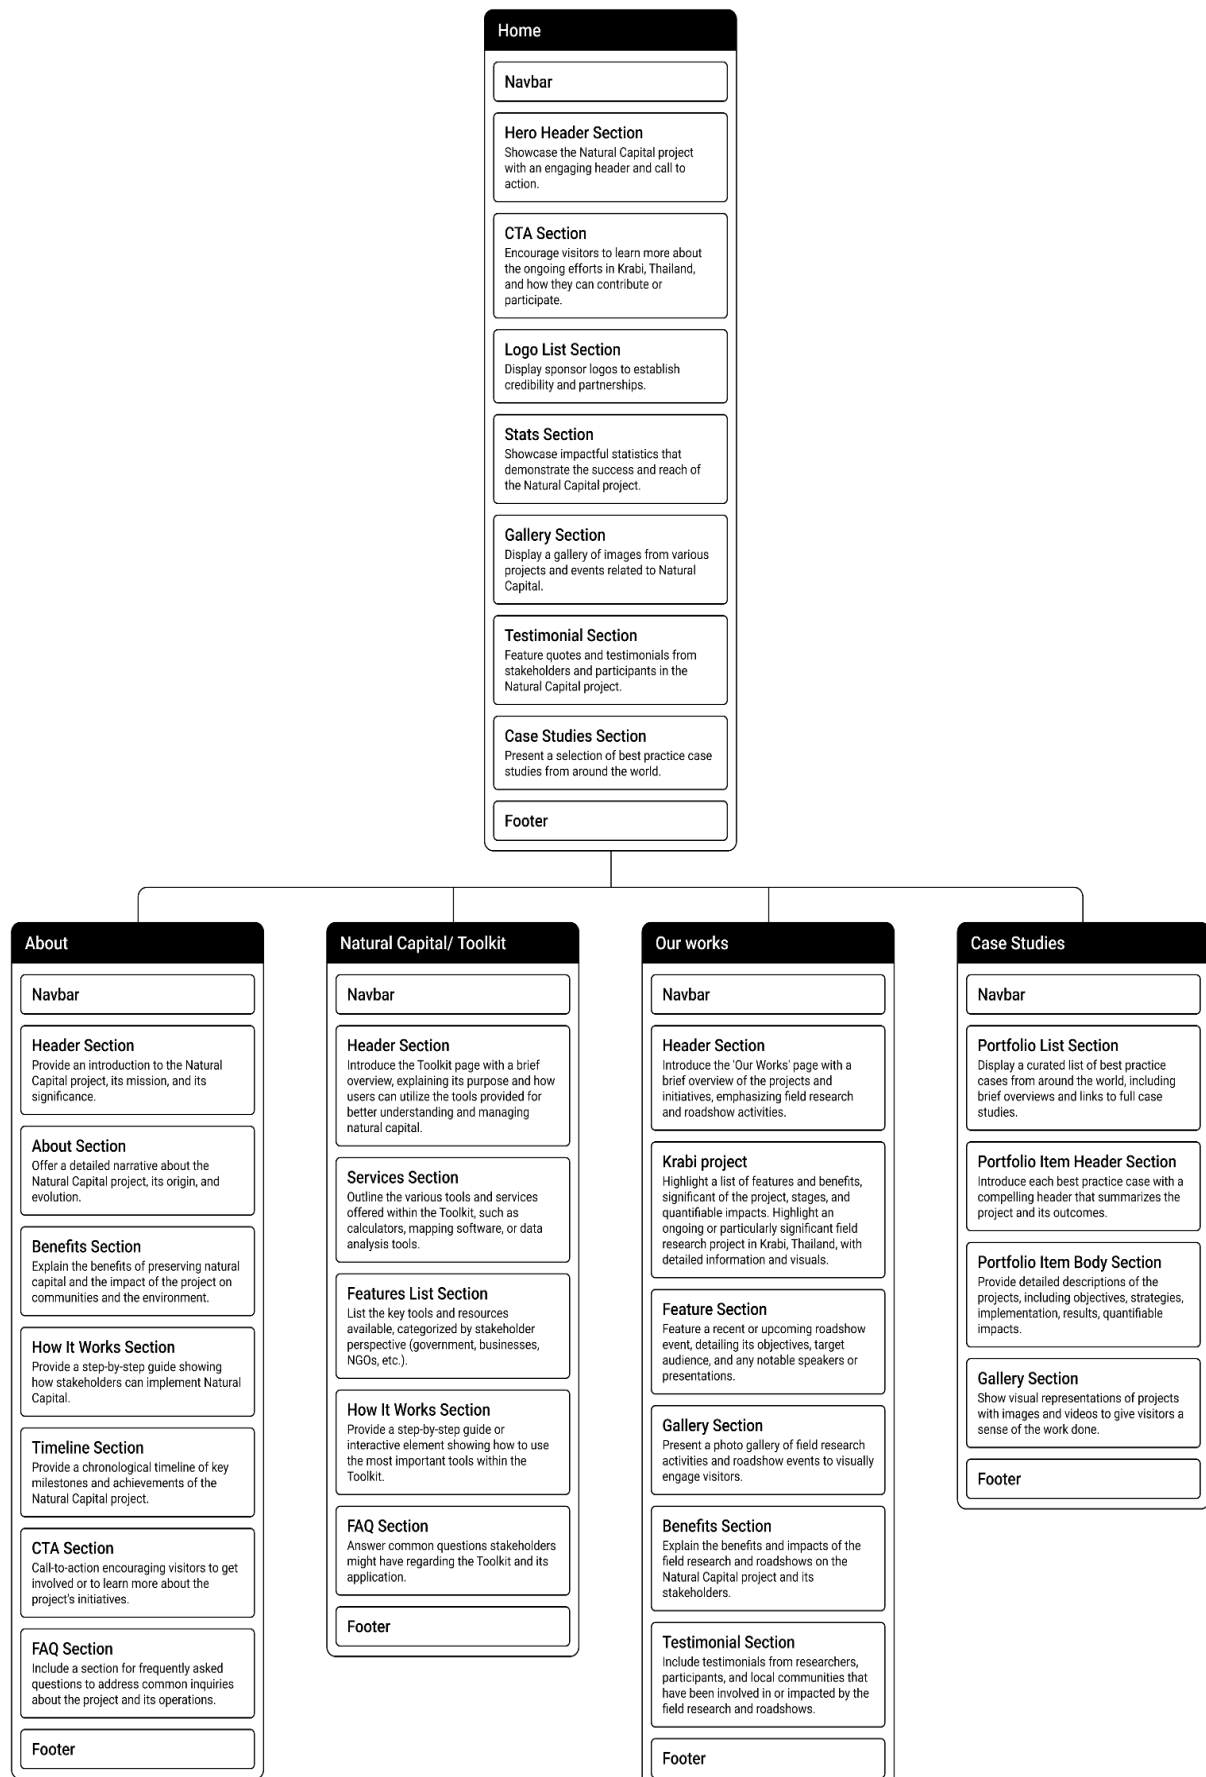 Home
Navbar
Hero Header Section
Showcase the Natural Capital project
with an engaging header and call to
action.
CTA Section
Encourage visitors to learn more about
the ongoing efforts in Krabi, Thailand,
and how they can contribute or
participate.
Logo List Section
Display sponsor logos to establish
credibility and partnerships.
Stats Section
Showcase impactful statistics that
demonstrate the success and reach of
the Natural Capital project.
Gallery Section
Display a gallery of images from various
projects and events related to Natural
Capital.
Testimonial Section
Feature quotes and testimonials from
stakeholders and participants in the
Natural Capital project.
Case Studies Section
Present a selection of best practice case
studies from around the world.
Footer
About
Navbar
Header Section
Provide an introduction to the Natural
Capital project, its mission, and its
significance.
About Section
Offer a detailed narrative about the
Natural Capital project, its origin, and
evolution.
Benefits Section
Explain the benefits of preserving natural
capital and the impact of the project on
communities and the environment.
How It Works Section
Provide a step-by-step guide showing
how stakeholders can implement Natural
Capital.
Timeline Section
Provide a chronological timeline of key
milestones and achievements of the
Natural Capital project.
CTA Section
Call-to-action encouraging visitors to get
involved or to learn more about the
project's initiatives.
FAQ Section
Include a section for frequently asked
questions to address common inquiries
about the project and its operations.
Footer
Natural Capital/ Toolkit
Navbar
Header Section
Introduce the Toolkit page with a brief
overview, explaining its purpose and how
users can utilize the tools provided for
better understanding and managing
natural capital.
Services Section
Outline the various tools and services
offered within the Toolkit, such as
calculators, mapping software, or data
analysis tools.
Features List Section
List the key tools and resources
available, categorized by stakeholder
perspective (government, businesses,
NGOs, etc.).
How It Works Section
Provide a step-by-step guide or
interactive element showing how to use
the most important tools within the
Toolkit.
FAQ Section
Answer common questions stakeholders
might have regarding the Toolkit and its
application.
Footer
Our works
Navbar
Header Section
Introduce the 'Our Works' page with a
brief overview of the projects and
initiatives, emphasizing field research
and roadshow activities.
Krabi project
Highlight a list of features and benefits,
significant of the project, stages, and
quantifiable impacts. Highlight an
ongoing or particularly significant field
research project in Krabi, Thailand, with
detailed information and visuals.
Feature Section
Feature a recent or upcoming roadshow
event, detailing its objectives, target
audience, and any notable speakers or
presentations.
Gallery Section
Present a photo gallery of field research
activities and roadshow events to visually
engage visitors.
Benefits Section
Explain the benefits and impacts of the
field research and roadshows on the
Natural Capital project and its
stakeholders.
Testimonial Section
Include testimonials from researchers,
participants, and local communities that
have been involved in or impacted by the
field research and roadshows.
Footer
Case Studies
Navbar
Portfolio List Section
Display a curated list of best practice
cases from around the world, including
brief overviews and links to full case
studies.
Portfolio Item Header Section
Introduce each best practice case with a
compelling header that summarizes the
project and its outcomes.
Portfolio Item Body Section
Provide detailed descriptions of the
projects, including objectives, strategies,
implementation, results, quantifiable
impacts.
Gallery Section
Show visual representations of projects
with images and videos to give visitors a
sense of the work done.
Footer